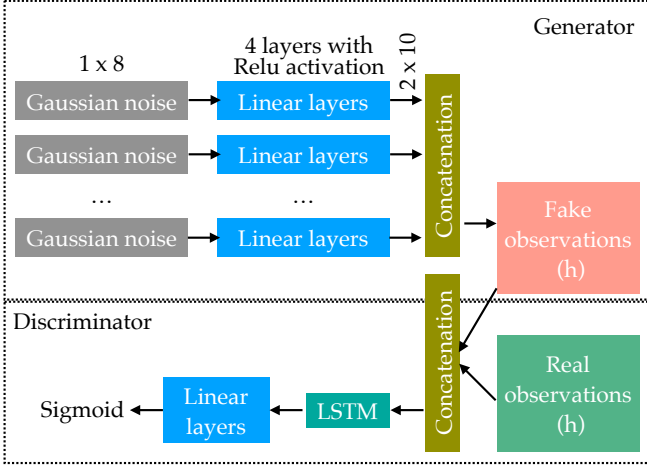 Generator
4 layers with
1 x 8
Relu activation
2 x 10
Gaussian noise
Linear layers
Concatenation
Gaussian noise
Linear layers
...
...
Gaussian noise
Linear layers
Fake
observations
(h)
Discriminator
Concatenation
Real
observations
(h)
Sigmoid
Linear
layers
LSTM